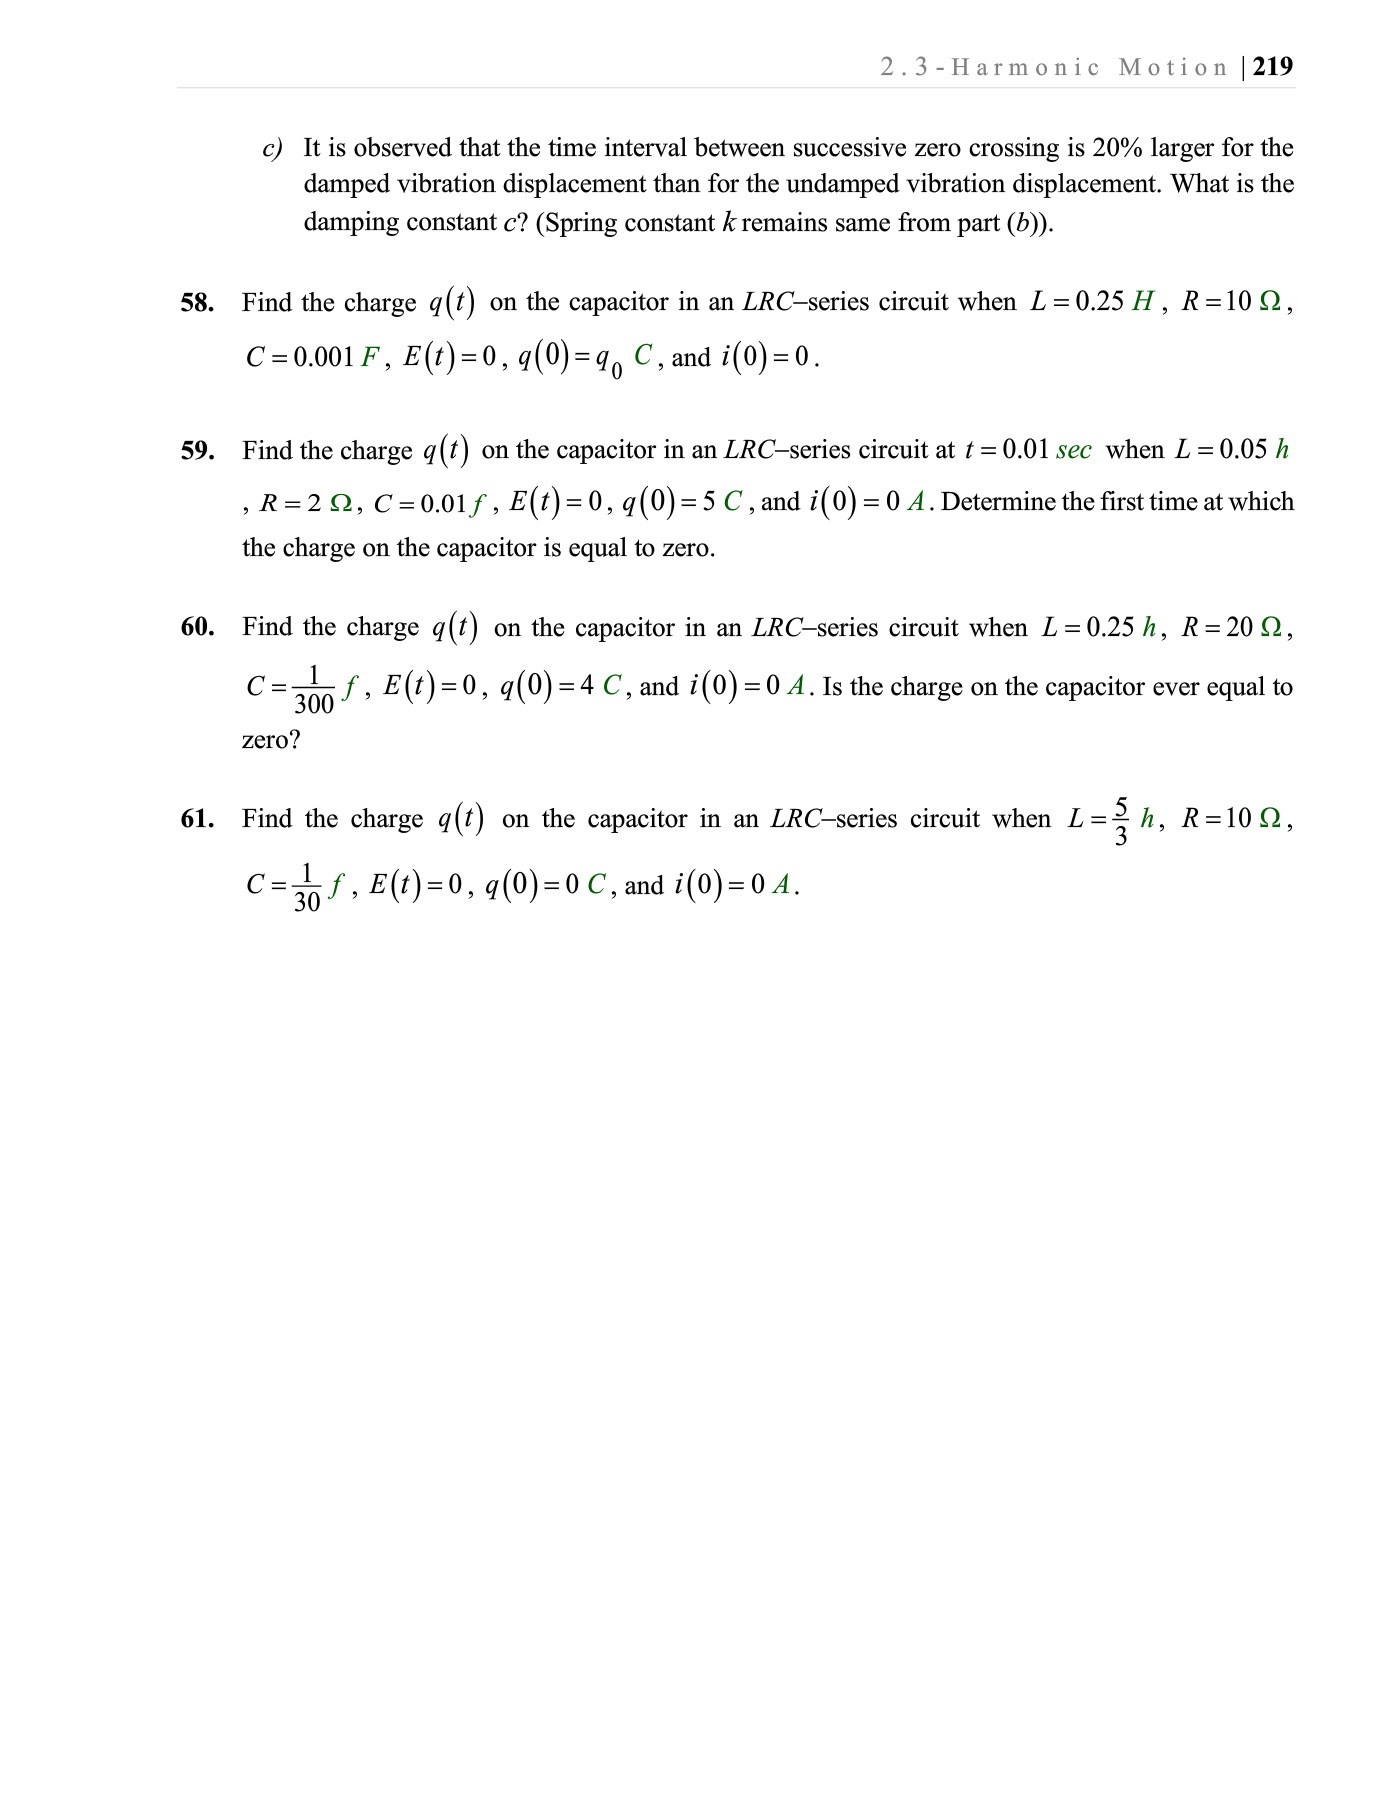 2.3-Harmonic Motion |219
c) It is observed that the time interval between successive zero crossing is 20% larger for the
damped vibration displacement than for the undamped vibration displacement. What is the
damping constant c? (Spring constant k remains same from part (b)).
58. Find the charge q(t) on the capacitor in an LRC–series circuit when L = 0.25 H , R = 10 Ω ,
C = 0.001 F , E(t) = 0 , q(0) = q₀ C , and i(0) = 0 .
59. Find the charge q(t) on the capacitor in an LRC–series circuit at t = 0.01 sec when L = 0.05 h
, R = 2 Ω , C = 0.01 f , E(t) = 0 , q(0) = 5 C , and i(0) = 0 A . Determine the first time at which
the charge on the capacitor is equal to zero.
60. Find the charge q(t) on the capacitor in an LRC–series circuit when L = 0.25 h , R = 20 Ω ,
C = 1/300 f , E(t) = 0 , q(0) = 4 C , and i(0) = 0 A . Is the charge on the capacitor ever equal to
zero?
61. Find the charge q(t) on the capacitor in an LRC–series circuit when L = 5/3 h , R = 10 Ω ,
C = 1/30 f , E(t) = 0 , q(0) = 0 C , and i(0) = 0 A .